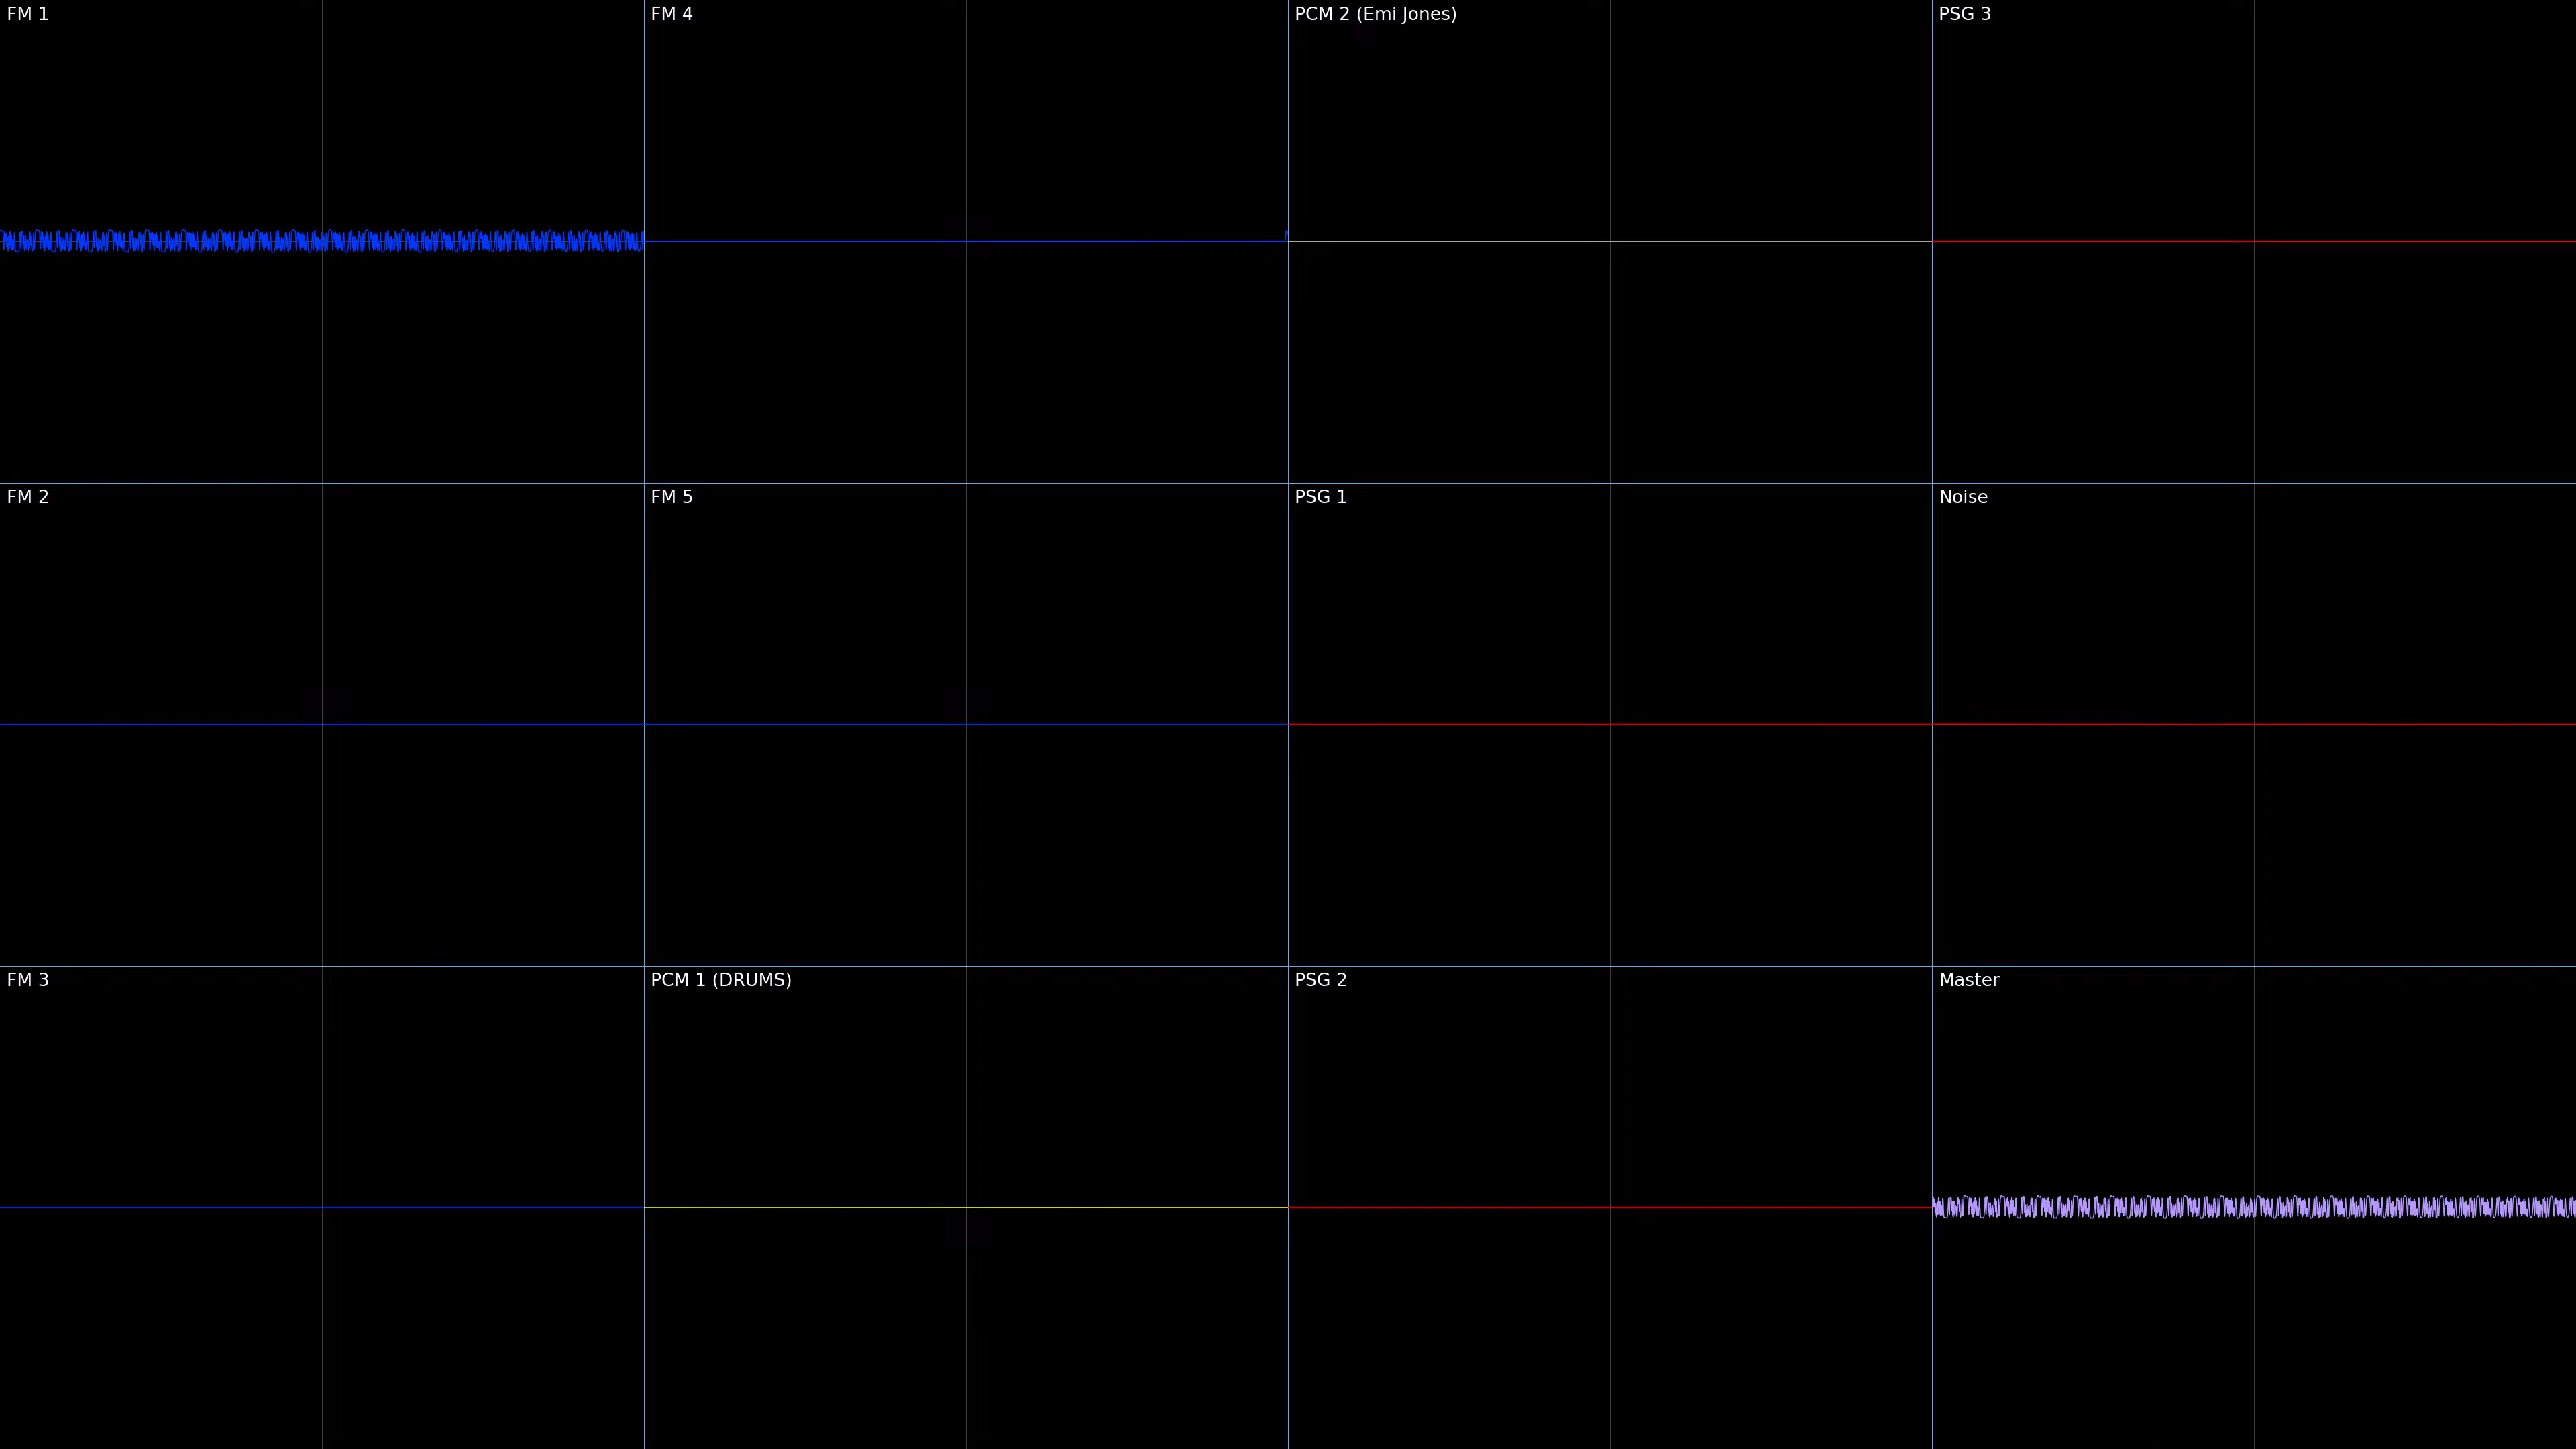 FM 1
FM 4
PCM 2 (Emi Jones)
PSG 3
FM 2
FM 5
PSG 1
Noise
FM 3
PCM 1 (DRUMS)
PSG 2
Master